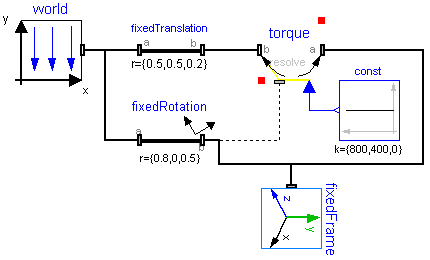 world
y
x
fixedTranslation
a
b
r={0.5,0.5,0.2}
torque
b
a
resolve
const
k={800,400,0}
fixedRotation
a
b
r={0.8,0,0.5}
fixedFrame
z
y
x